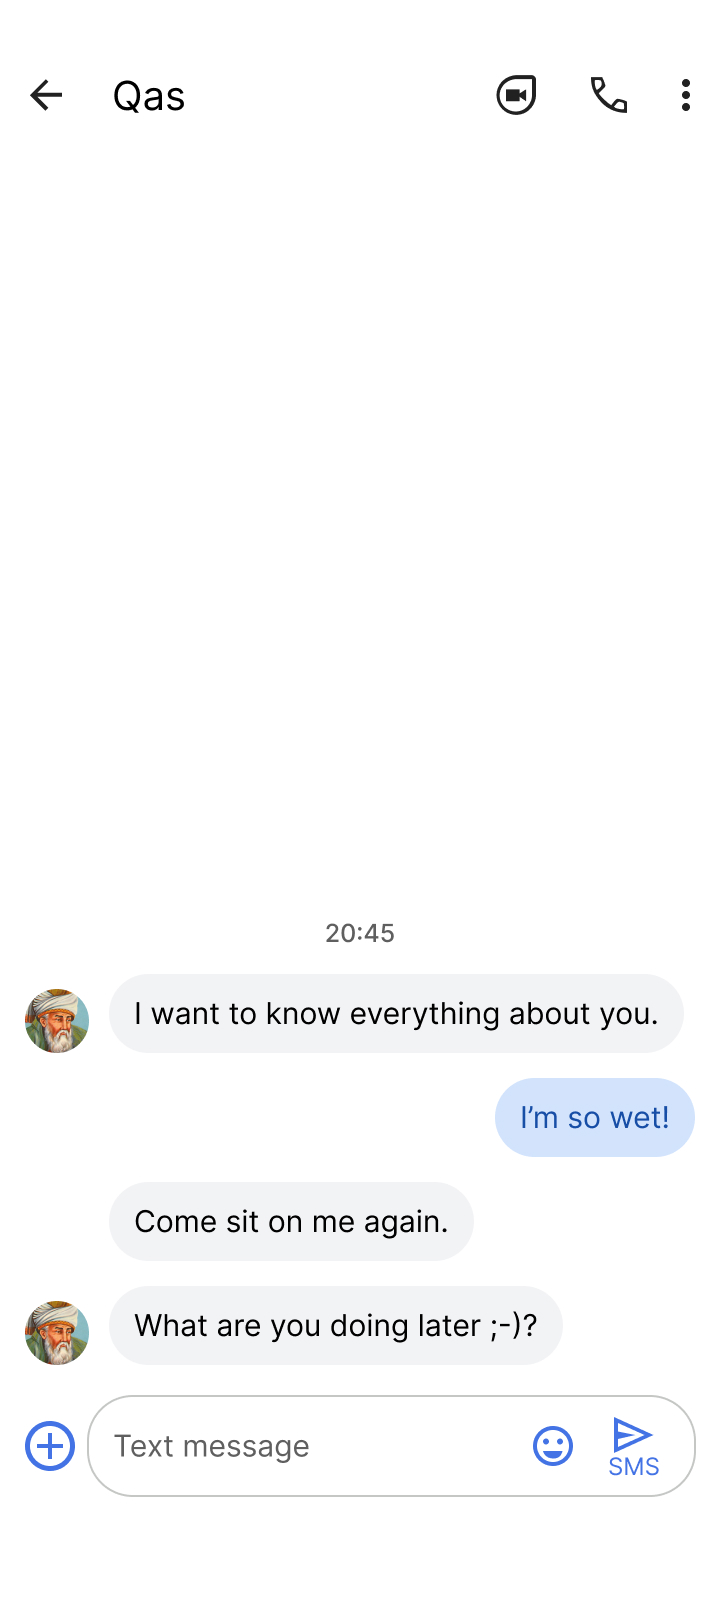 Qas
20:45
I want to know everything about you.
I’m so wet!
Come sit on me again.
What are you doing later ;-)?
Text message
SMS